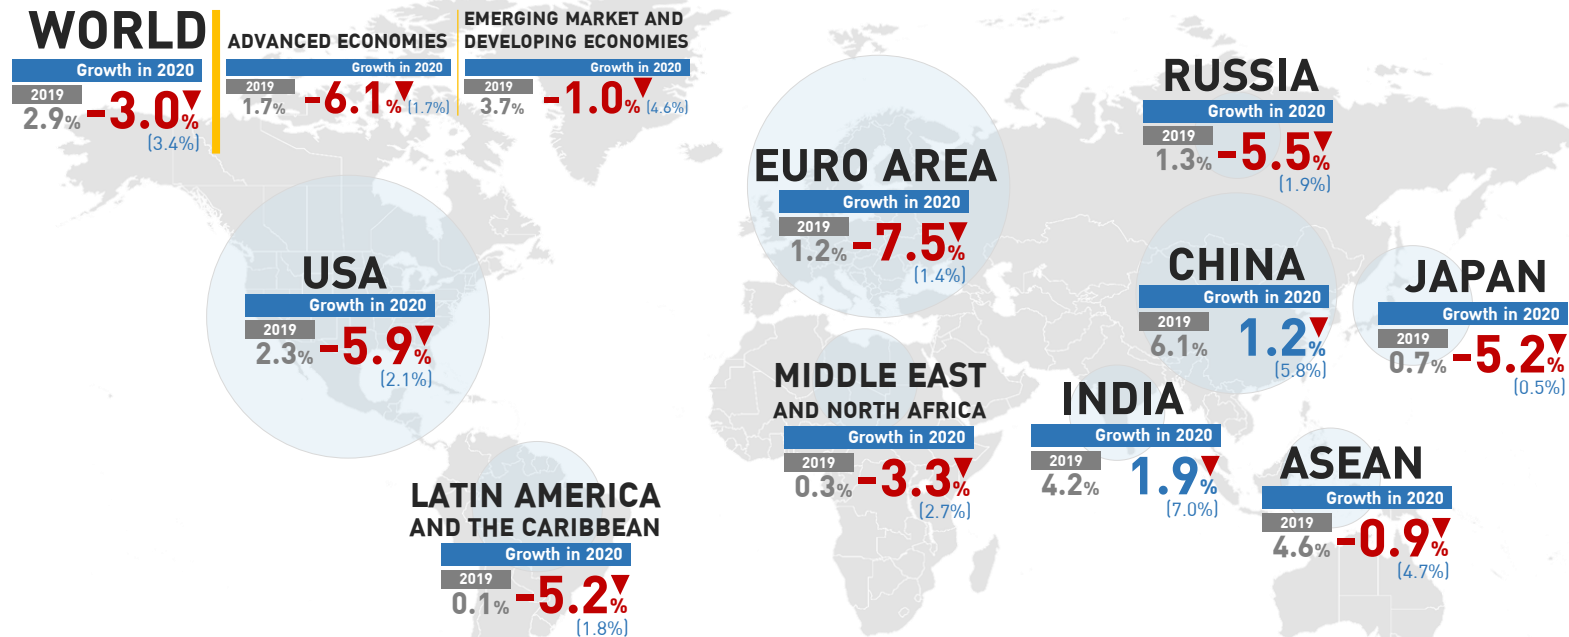 WORLD
Growth in 2020
2019
2.9%
-3.0%
(3.4%)
ADVANCED ECONOMIES
Growth in 2020
2019
1.7%
-6.1%
(1.7%)
EMERGING MARKET AND
DEVELOPING ECONOMIES
Growth in 2020
2019
3.7%
-1.0%
(4.6%)
RUSSIA
Growth in 2020
2019
1.3%
-5.5%
(1.9%)
EURO AREA
Growth in 2020
2019
1.2%
-7.5%
(1.4%)
USA
Growth in 2020
2019
2.3%
-5.9%
(2.1%)
CHINA
Growth in 2020
2019
6.1%
1.2%
(5.8%)
JAPAN
Growth in 2020
2019
0.7%
-5.2%
(0.5%)
MIDDLE EAST
AND NORTH AFRICA
Growth in 2020
2019
0.3%
-3.3%
(2.7%)
INDIA
Growth in 2020
2019
4.2%
1.9%
(7.0%)
ASEAN
Growth in 2020
2019
4.6%
-0.9%
(4.7%)
LATIN AMERICA
AND THE CARIBBEAN
Growth in 2020
2019
0.1%
-5.2%
(1.8%)